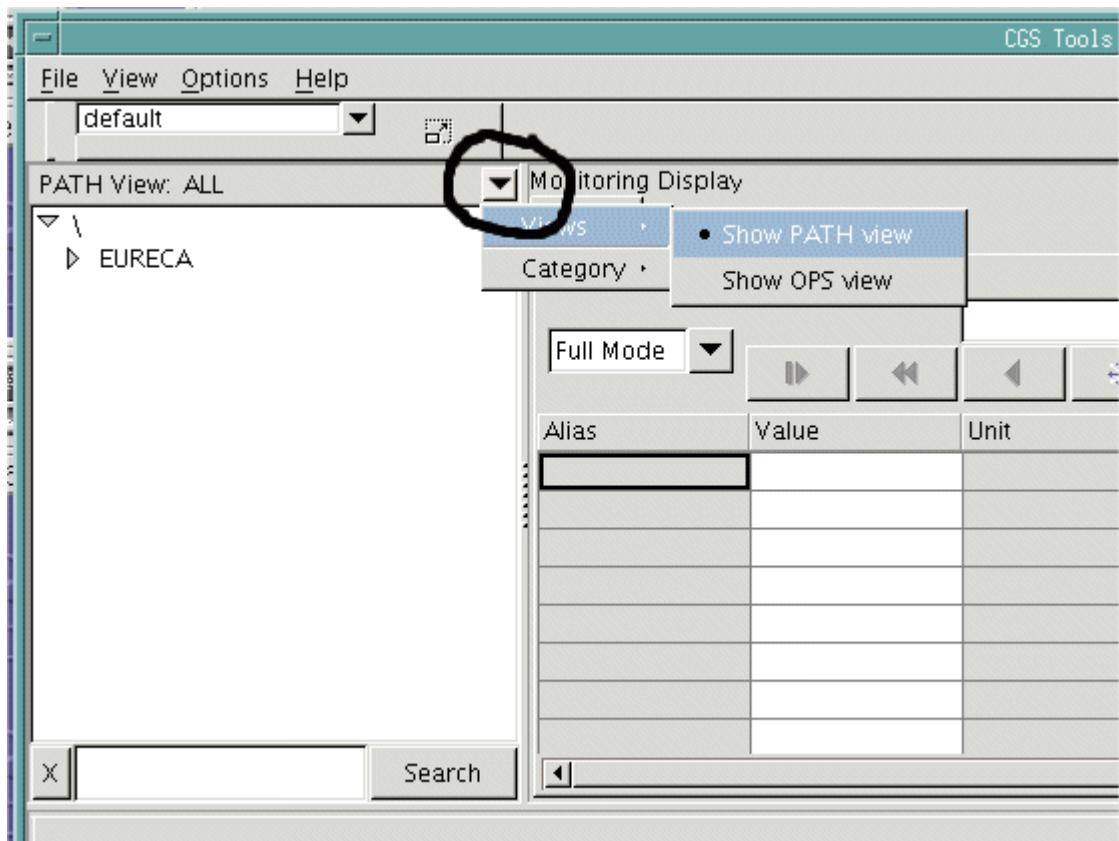 CGS Tools
File View Options Help
default
PATH View: ALL
Monitoring Display
\
EURECA
Views
Category
Show PATH view
Show OPS view
Full Mode
Alias Value Unit
X
Search